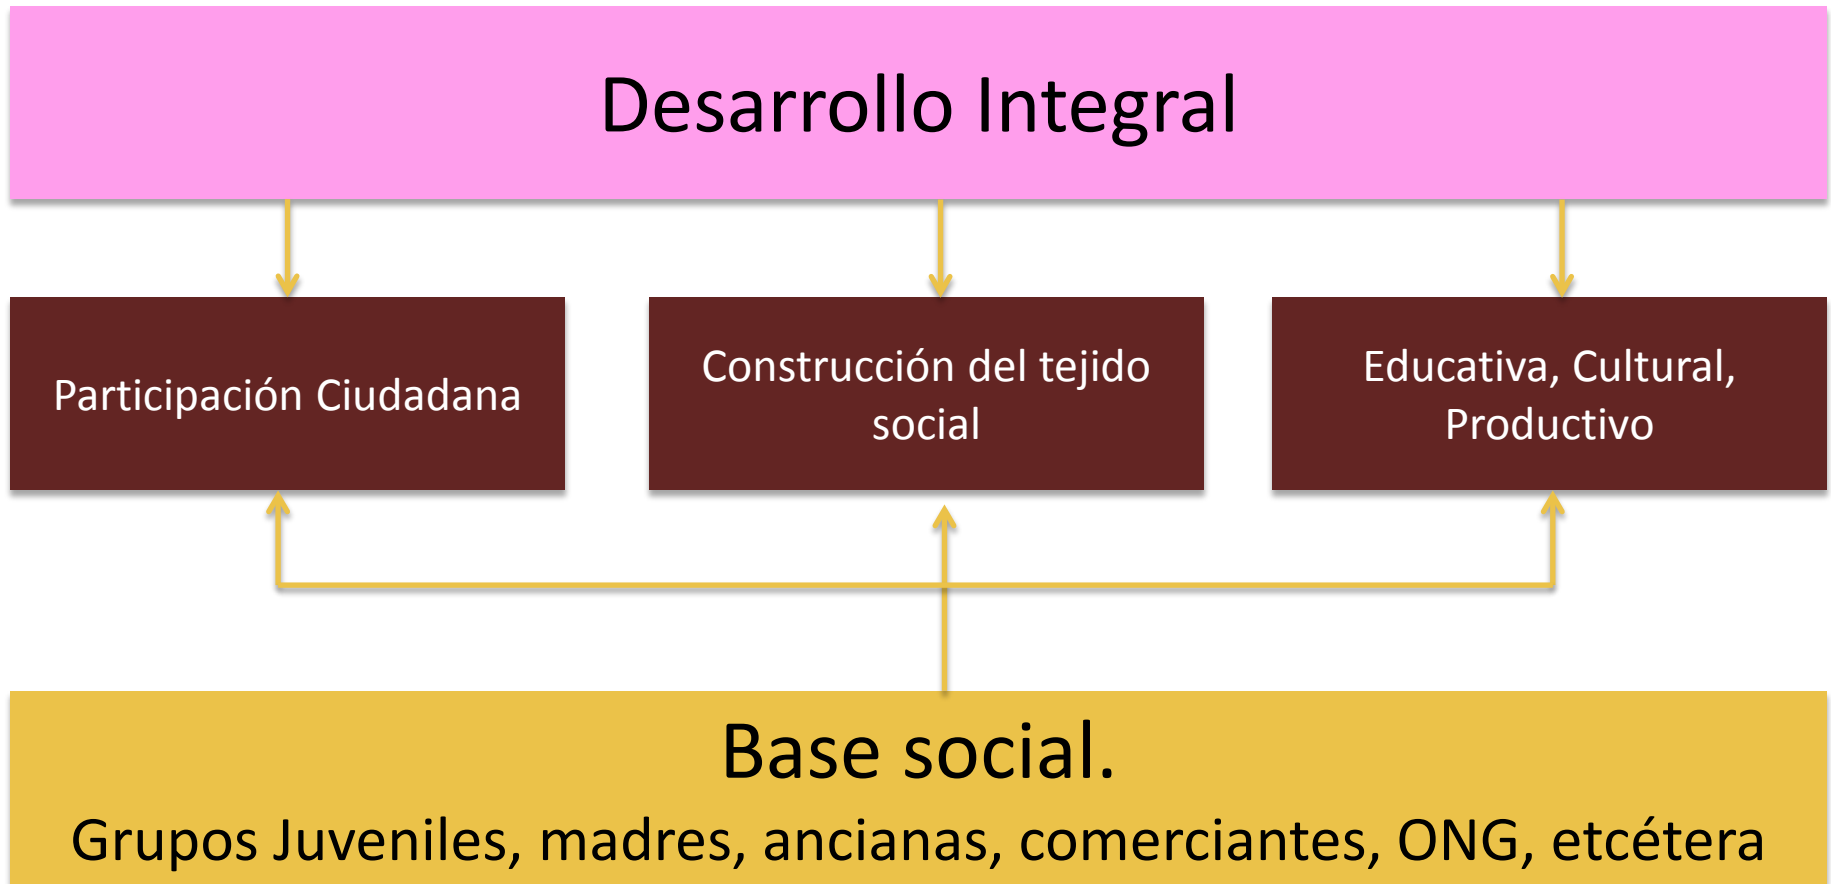 Desarrollo Integral
Participación Ciudadana
Construcción del tejido
social
Educativa, Cultural,
Productivo
Base social.
Grupos Juveniles, madres, ancianas, comerciantes, ONG, etcétera